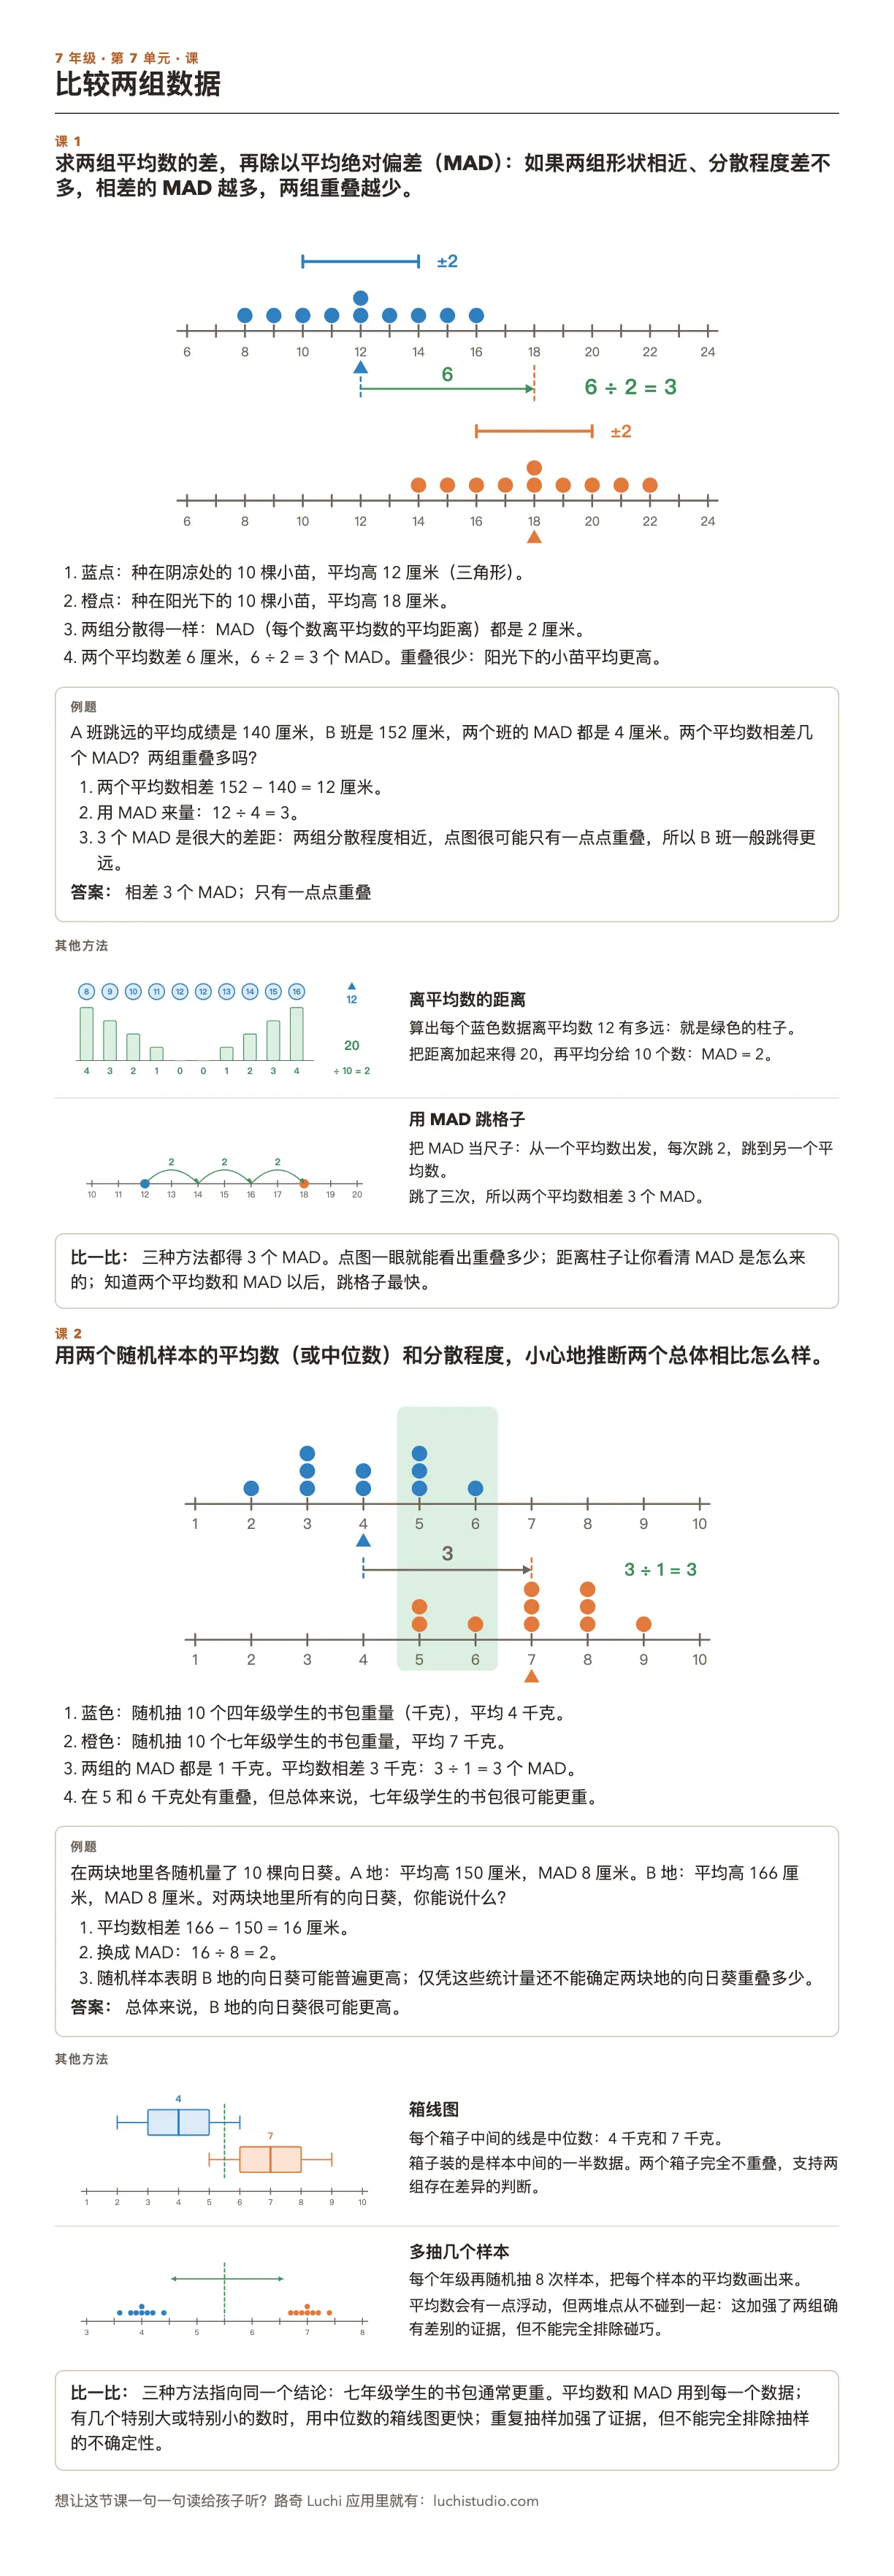 7 年级 · 第 7 单元 · 课
比较两组数据
课 1
求两组平均数的差，再除以平均绝对偏差（MAD）：如果两组形状相近、分散程度差不
多，相差的 MAD 越多，两组重叠越少。
±2
6 8 10 12 14 16 18 20 22 24
6
6 ÷ 2 = 3
±2
6 8 10 12 14 16 18 20 22 24
1. 蓝点：种在阴凉处的 10 棵小苗，平均高 12 厘米（三角形）。
2. 橙点：种在阳光下的 10 棵小苗，平均高 18 厘米。
3. 两组分散得一样：MAD（每个数离平均数的平均距离）都是 2 厘米。
4. 两个平均数差 6 厘米，6 ÷ 2 = 3 个 MAD。重叠很少：阳光下的小苗平均更高。
例题
A 班跳远的平均成绩是 140 厘米，B 班是 152 厘米，两个班的 MAD 都是 4 厘米。两个平均数相差几
个 MAD？两组重叠多吗？
1. 两个平均数相差 152 − 140 = 12 厘米。
2. 用 MAD 来量：12 ÷ 4 = 3。
3. 3 个 MAD 是很大的差距：两组分散程度相近，点图很可能只有一点点重叠，所以 B 班一般跳得更
远。
答案： 相差 3 个 MAD；只有一点点重叠
其他方法
8 9 10 11 12 12 13 14 15 16
12
20
4 3 2 1 0 0 1 2 3 4
÷ 10 = 2
离平均数的距离
算出每个蓝色数据离平均数 12 有多远：就是绿色的柱子。
把距离加起来得 20，再平均分给 10 个数：MAD = 2。
2 2 2
10 11 12 13 14 15 16 17 18 19 20
用 MAD 跳格子
把 MAD 当尺子：从一个平均数出发，每次跳 2，跳到另一个平
均数。
跳了三次，所以两个平均数相差 3 个 MAD。
比一比： 三种方法都得 3 个 MAD。点图一眼就能看出重叠多少；距离柱子让你看清 MAD 是怎么来
的；知道两个平均数和 MAD 以后，跳格子最快。
课 2
用两个随机样本的平均数（或中位数）和分散程度，小心地推断两个总体相比怎么样。
1 2 3 4 5 6 7 8 9 10
3
3 ÷ 1 = 3
1 2 3 4 5 6 7 8 9 10
1. 蓝色：随机抽 10 个四年级学生的书包重量（千克），平均 4 千克。
2. 橙色：随机抽 10 个七年级学生的书包重量，平均 7 千克。
3. 两组的 MAD 都是 1 千克。平均数相差 3 千克：3 ÷ 1 = 3 个 MAD。
4. 在 5 和 6 千克处有重叠，但总体来说，七年级学生的书包很可能更重。
例题
在两块地里各随机量了 10 棵向日葵。A 地：平均高 150 厘米，MAD 8 厘米。B 地：平均高 166 厘
米，MAD 8 厘米。对两块地里所有的向日葵，你能说什么？
1. 平均数相差 166 − 150 = 16 厘米。
2. 换成 MAD：16 ÷ 8 = 2。
3. 随机样本表明 B 地的向日葵可能普遍更高；仅凭这些统计量还不能确定两块地的向日葵重叠多少。
答案： 总体来说，B 地的向日葵很可能更高。
其他方法
4
7
1 2 3 4 5 6 7 8 9 10
箱线图
每个箱子中间的线是中位数：4 千克和 7 千克。
箱子装的是样本中间的一半数据。两个箱子完全不重叠，支持两
组存在差异的判断。
3 4 5 6 7 8
多抽几个样本
每个年级再随机抽 8 次样本，把每个样本的平均数画出来。
平均数会有一点浮动，但两堆点从不碰到一起：这加强了两组确
有差别的证据，但不能完全排除碰巧。
比一比： 三种方法指向同一个结论：七年级学生的书包通常更重。平均数和 MAD 用到每一个数据；
有几个特别大或特别小的数时，用中位数的箱线图更快；重复抽样加强了证据，但不能完全排除抽样
的不确定性。
想让这节课一句一句读给孩子听？路奇 Luchi 应用里就有：luchistudio.com